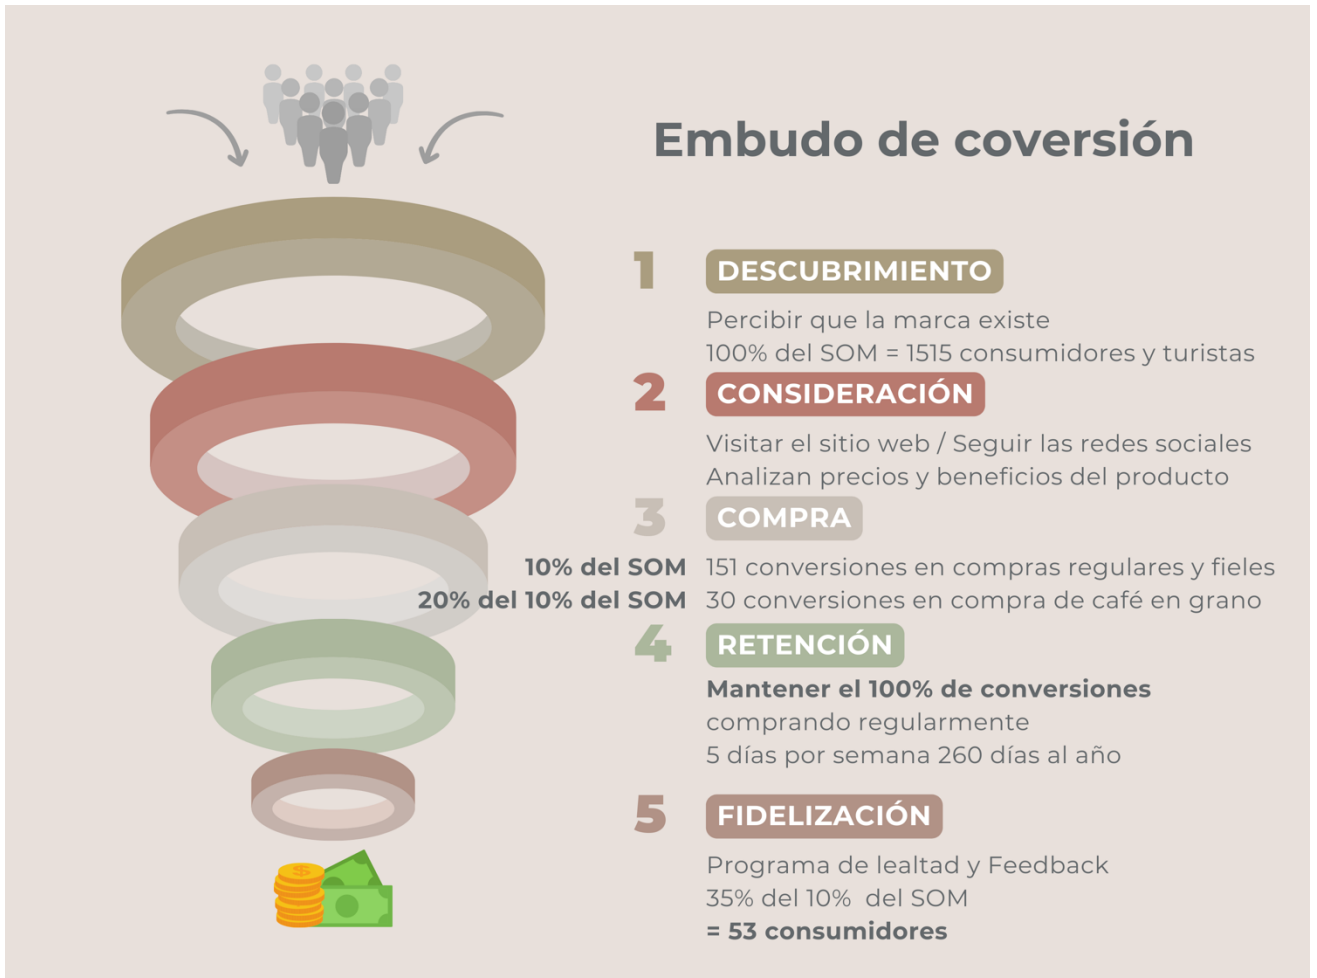 Embudo de coversión
1 DESCUBRIMIENTO
Percibir que la marca existe
100% del SOM = 1515 consumidores y turistas
2 CONSIDERACIÓN
Visitar el sitio web / Seguir las redes sociales
Analizan precios y beneficios del producto
3 COMPRA
10% del SOM 151 conversiones en compras regulares y fieles
20% del 10% del SOM 30 conversiones en compra de café en grano
4 RETENCIÓN
Mantener el 100% de conversiones
comprando regularmente
5 días por semana 260 días al año
5 FIDELIZACIÓN
Programa de lealtad y Feedback
35% del 10% del SOM
= 53 consumidores
$